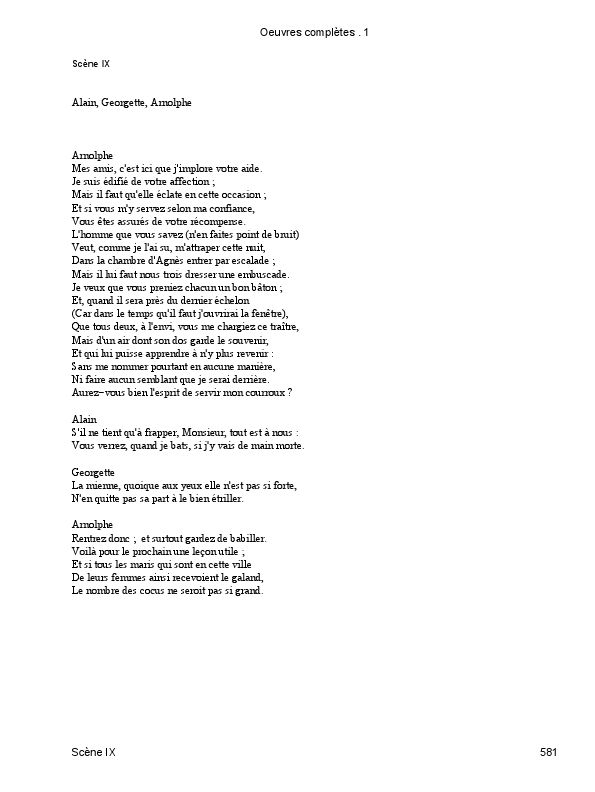 Oeuvres complètes . 1
Scène IX
Alain, Georgette, Arnolphe
Arnolphe
Mes amis, c'est ici que j'implore votre aide.
Je suis édifié de votre affection ;
Mais il faut qu'elle éclate en cette occasion ;
Et si vous m'y servez selon ma confiance,
Vous êtes assurés de votre récompense.
L'homme que vous savez (n'en faites point de bruit)
Veut, comme je l'ai su, m'attraper cette nuit,
Dans la chambre d'Agnès entrer par escalade ;
Mais il lui faut nous trois dresser une embuscade.
Je veux que vous preniez chacun un bon bâton ;
Et, quand il sera près du dernier échelon
(Car dans le temps qu'il faut j'ouvrirai la fenêtre),
Que tous deux, à l'envi, vous me chargiez ce traître,
Mais d'un air dont son dos garde le souvenir,
Et qui lui puisse apprendre à n'y plus revenir :
Sans me nommer pourtant en aucune manière,
Ni faire aucun semblant que je serai derrière.
Aurez-vous bien l'esprit de servir mon courroux ?
Alain
S'il ne tient qu'à frapper, Monsieur, tout est à nous :
Vous verrez, quand je bats, si j'y vais de main morte.
Georgette
La mienne, quoique aux yeux elle n'est pas si forte,
N'en quitte pas sa part à le bien étriller.
Arnolphe
Rentrez donc ; et surtout gardez de babiller.
Voilà pour le prochain une leçon utile ;
Et si tous les maris qui sont en cette ville
De leurs femmes ainsi recevoient le galand,
Le nombre des cocus ne seroit pas si grand.
Scène IX 581